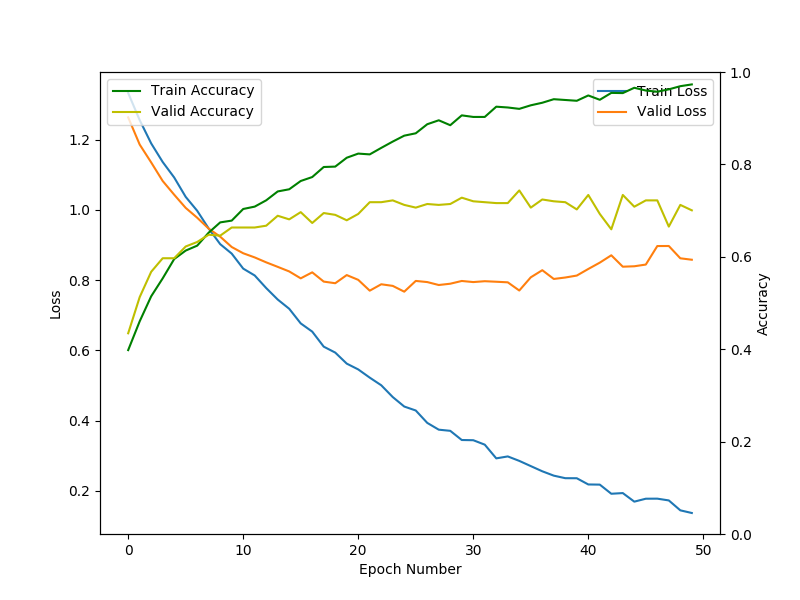 Train Accuracy
Valid Accuracy
Train Loss
Valid Loss
1.2
1.0
0.8
0.6
0.4
0.2
Loss
1.0
0.8
0.6
0.4
0.2
0.0
Accuracy
0 10 20 30 40 50
Epoch Number